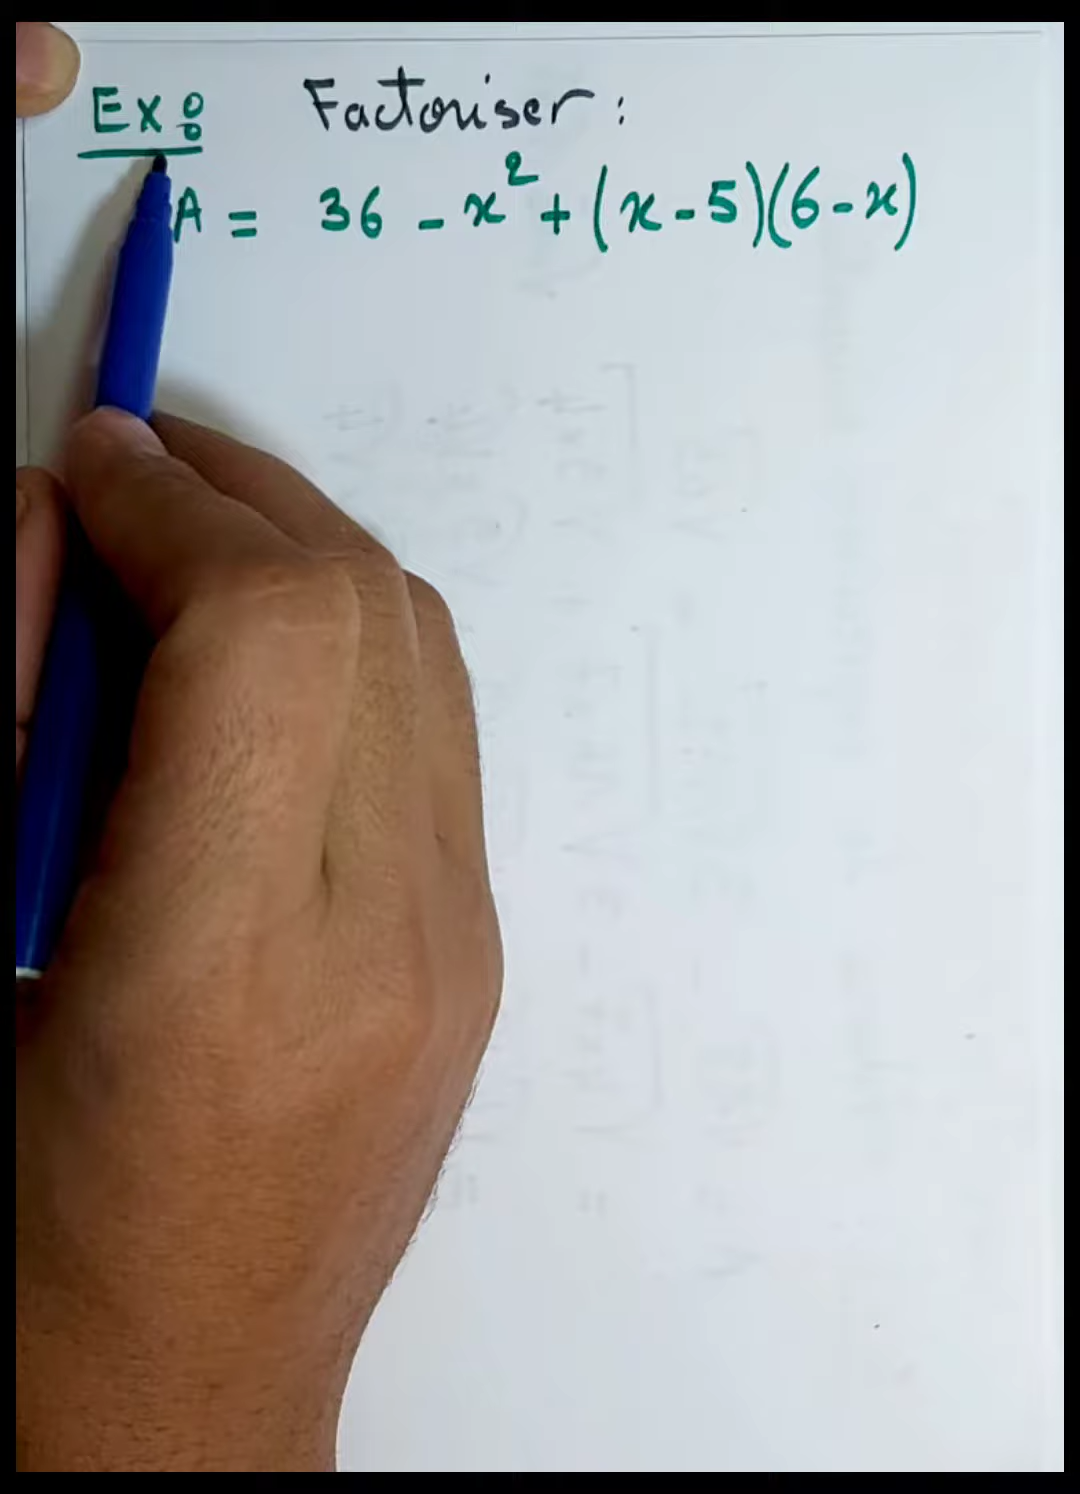 Ex: Factoriser:
A = 36 - x² + (x - 5)(6 - x)